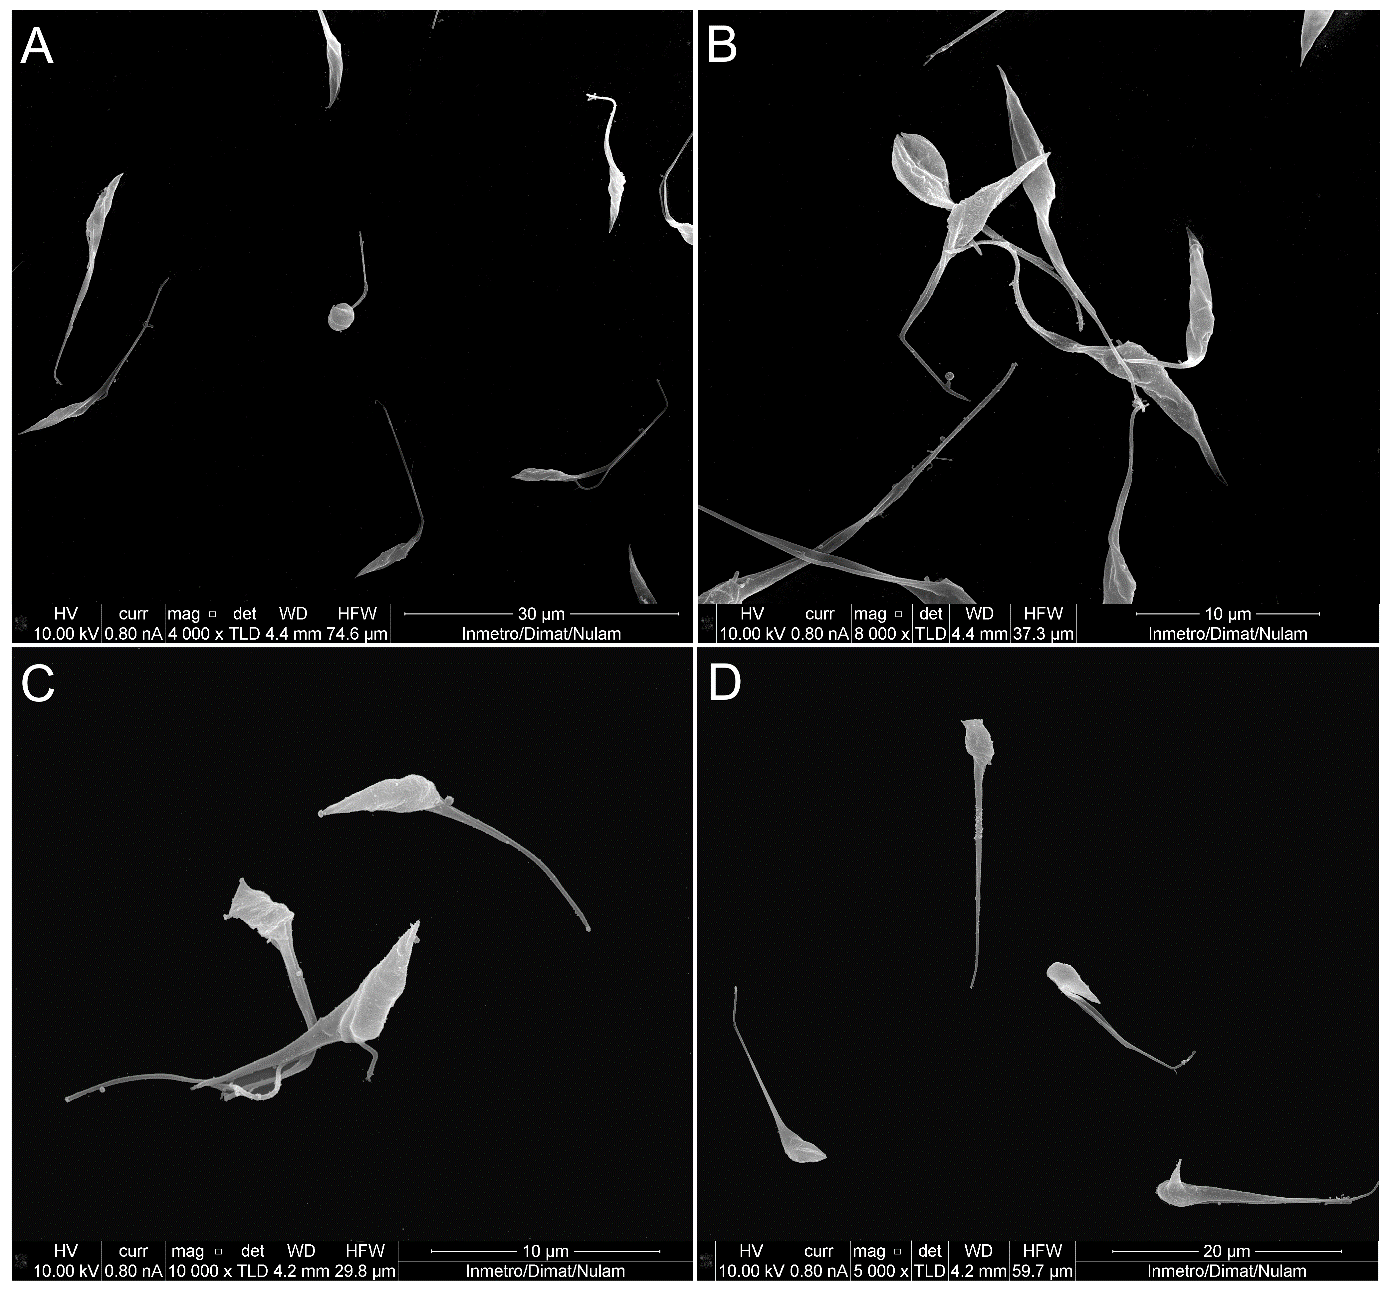 A
HV curr mag □ det WD HFW 30 µm
10.00 kV 0.80 nA 4 000 x TLD 4.4 mm 74.6 µm Inmetro/Dimat/Nulam
B
HV curr mag □ det WD HFW 10 µm
10.00 kV 0.80 nA 8 000 x TLD 4.4 mm 37.3 µm Inmetro/Dimat/Nulam
C
HV curr mag □ det WD HFW 10 µm
10.00 kV 0.80 nA 10 000 x TLD 4.2 mm 29.8 µm Inmetro/Dimat/Nulam
D
HV curr mag □ det WD HFW 20 µm
10.00 kV 0.80 nA 5 000 x TLD 4.2 mm 59.7 µm Inmetro/Dimat/Nulam